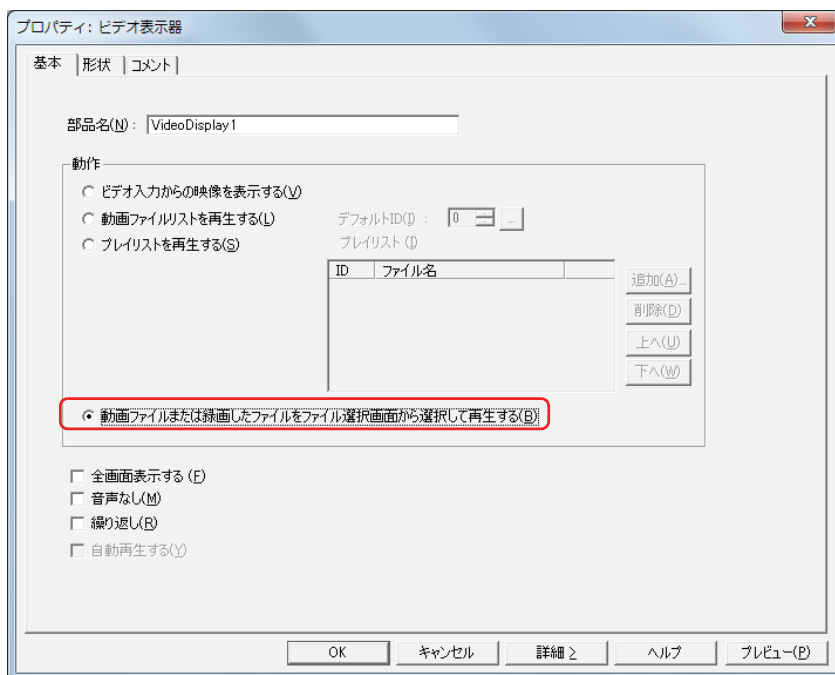 プロパティ: ビデオ表示器
基本 形状 コメント
部品名(N) : VideoDisplay1
動作
ビデオ入力からの映像を表示する(V)
動画ファイルリストを再生する(L) デフォルトID(I) : 0 ...
プレイリストを再生する(S) プレイリスト(I)
ID ファイル名
追加(A)...
削除(D)
上へ(U)
下へ(W)
動画ファイルまたは録画したファイルをファイル選択画面から選択して再生する(B)
全画面表示する(F)
音声なし(M)
繰り返し(R)
自動再生する(Y)
OK キャンセル 詳細 > ヘルプ プレビュー(P)